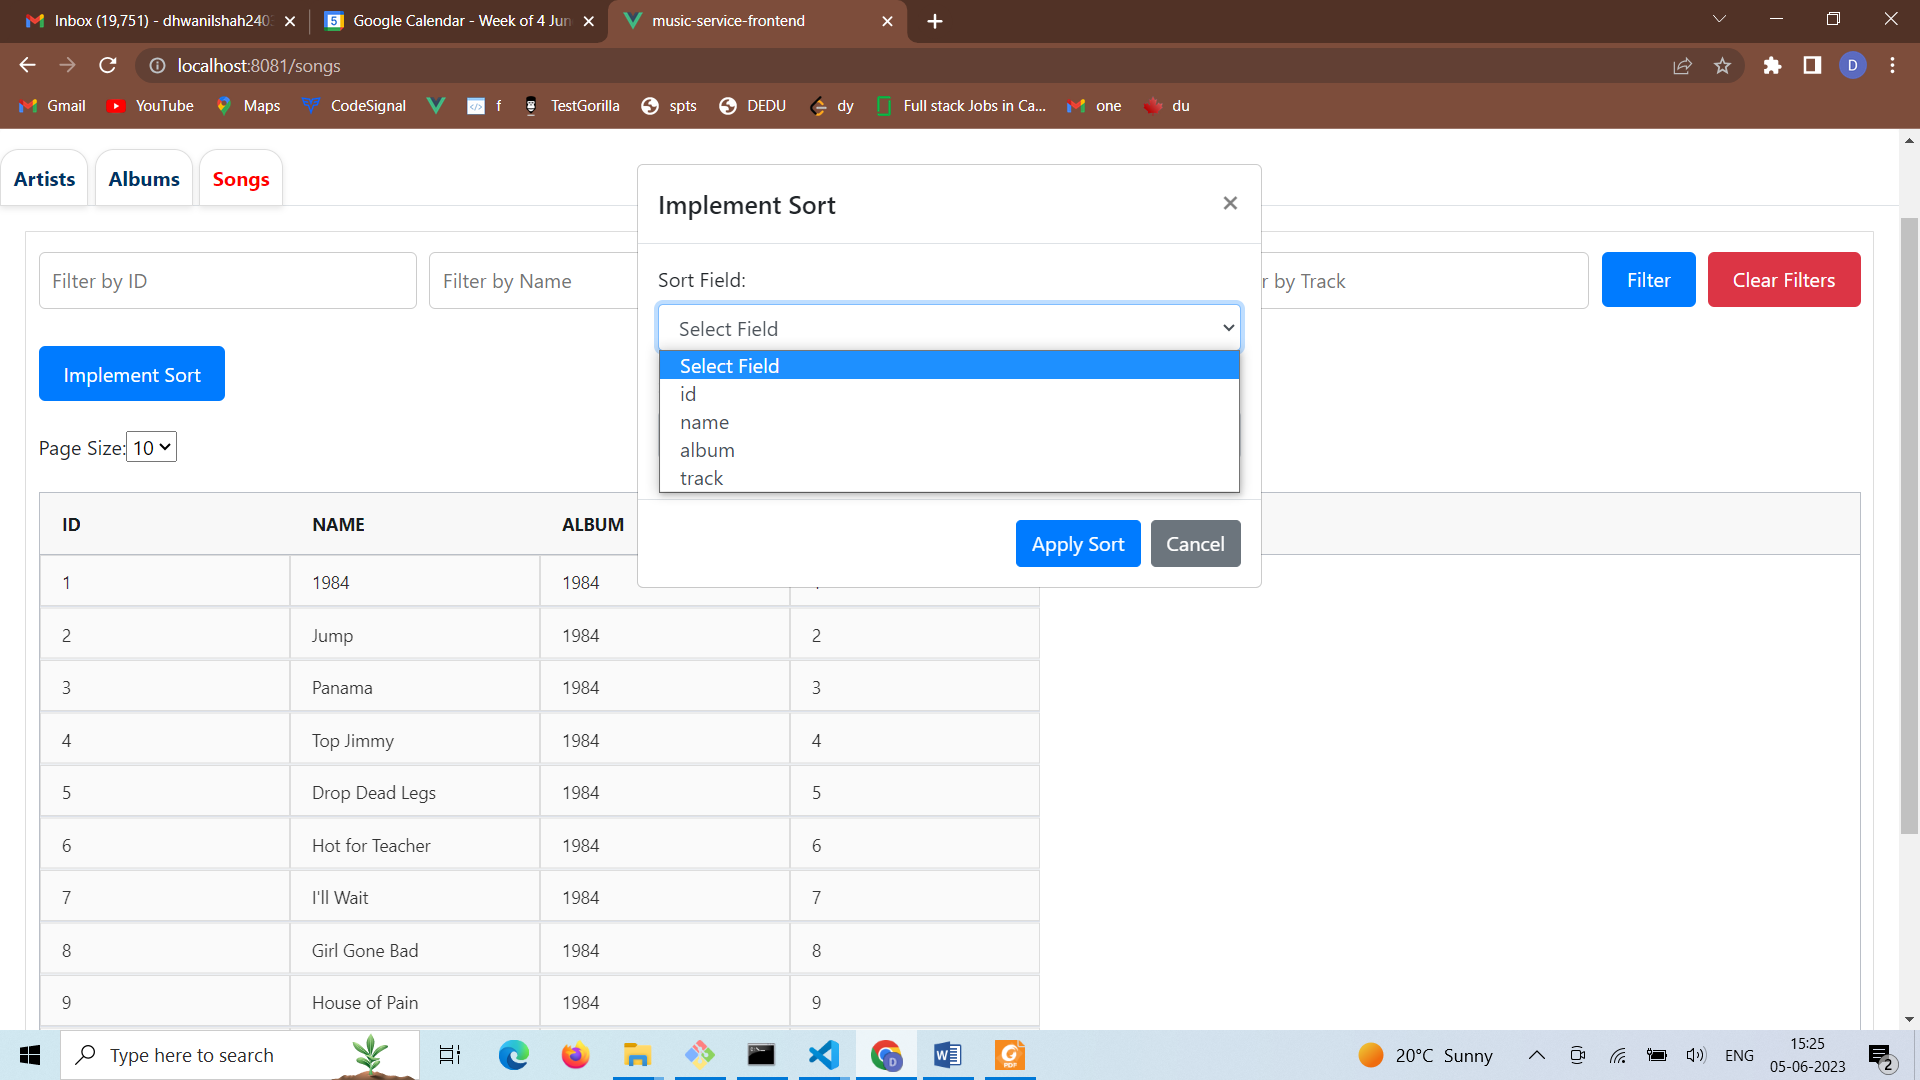 Inbox (19,751) - dhwanilshah240
Google Calendar - Week of 4 Jun
music-service-frontend
localhost:8081/songs
D
Gmail
YouTube
Maps
CodeSignal
f
TestGorilla
spts
DEDU
dy
Full stack Jobs in Ca...
one
du
Artists
Albums
Songs
Implement Sort
Sort Field:
Filter by ID
Filter by Name
r by Track
Filter
Clear Filters
Select Field
Select Field
id
name
album
track
Implement Sort
Page Size: 10
Apply Sort
Cancel
ID NAME ALBUM
1 1984 1984
2 Jump 1984 2
3 Panama 1984 3
4 Top Jimmy 1984 4
5 Drop Dead Legs 1984 5
6 Hot for Teacher 1984 6
7 I'll Wait 1984 7
8 Girl Gone Bad 1984 8
9 House of Pain 1984 9
Type here to search
20°C Sunny
ENG
15:25
05-06-2023
2